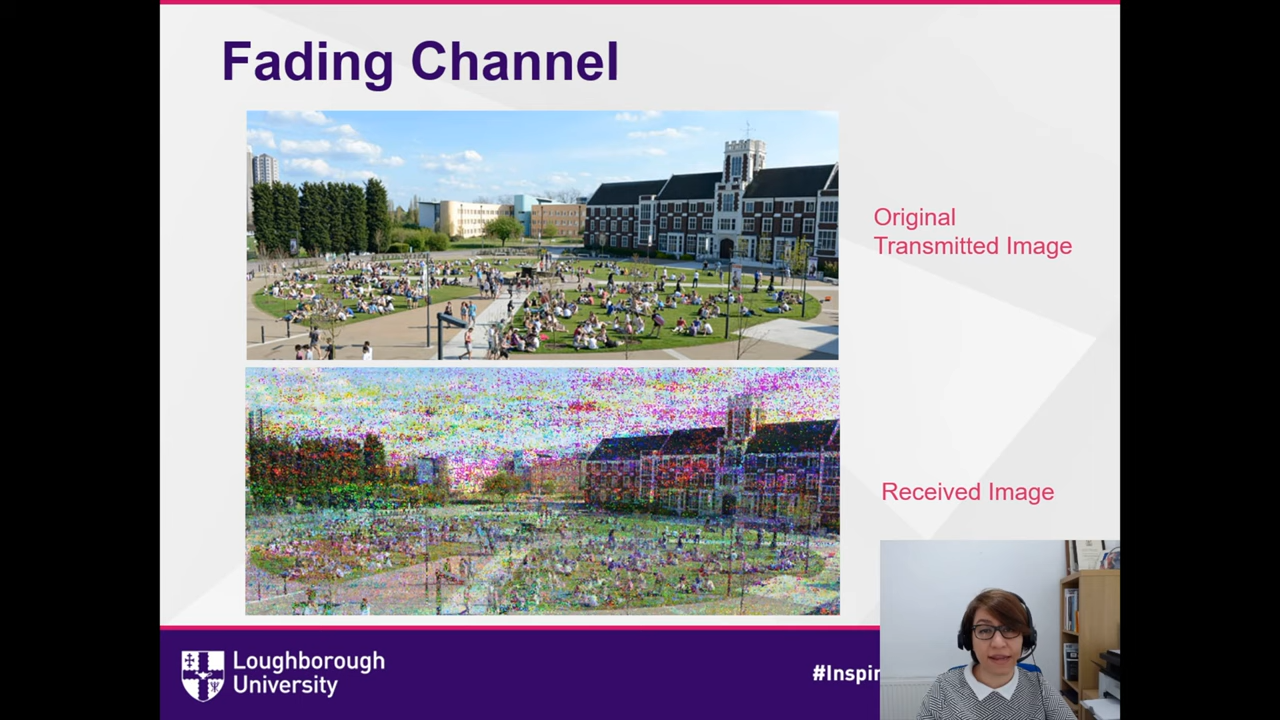 Fading Channel
Original
Transmitted Image
Received Image
Loughborough
University
#Inspir